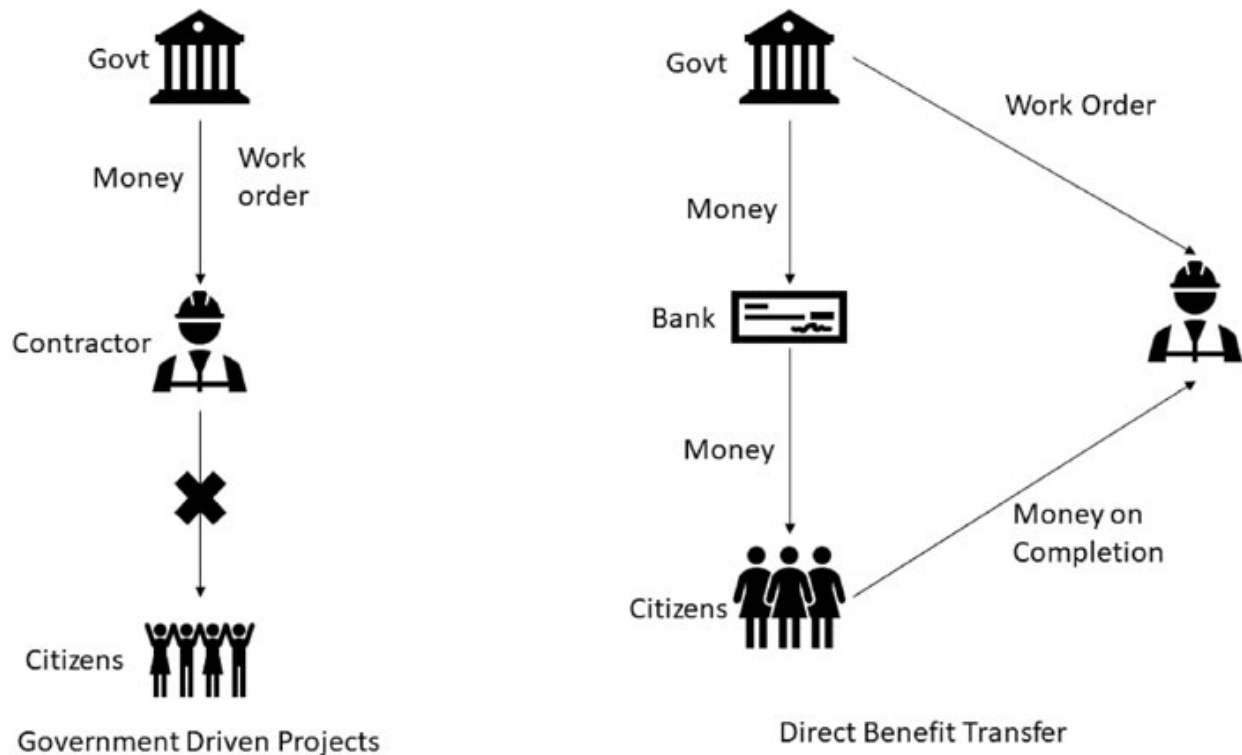 Govt
Money
Work
order
Contractor
Citizens
Government Driven Projects
Govt
Work Order
Money
Bank
Money
Citizens
Money on
Completion
Direct Benefit Transfer